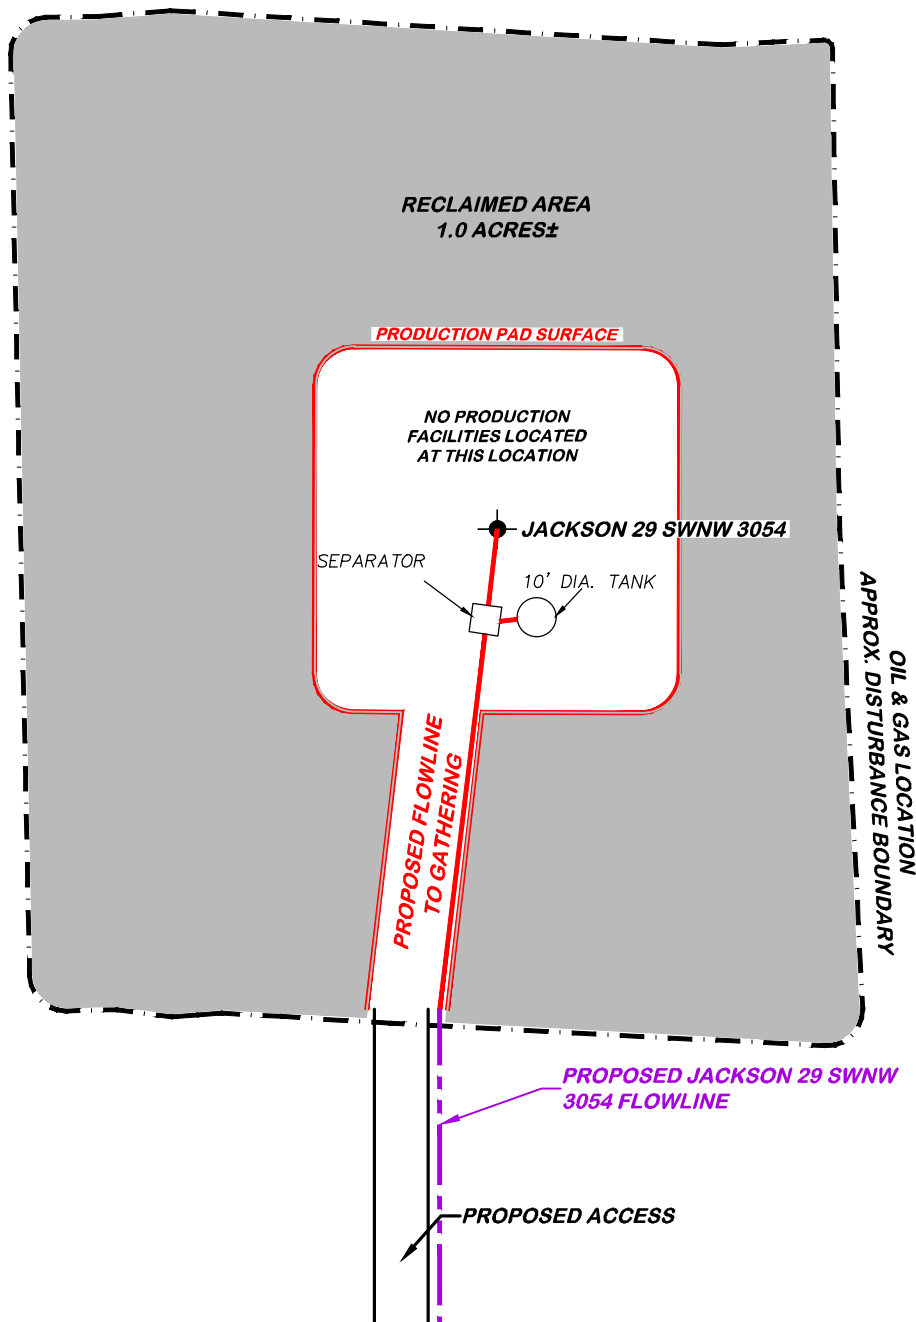 RECLAIMED AREA
1.0 ACRES±
PRODUCTION PAD SURFACE
NO PRODUCTION
FACILITIES LOCATED
AT THIS LOCATION
JACKSON 29 SWNW 3054
SEPARATOR
10' DIA. TANK
OIL & GAS LOCATION
APPROX. DISTURBANCE BOUNDARY
PROPOSED FLOWLINE
TO GATHERING
PROPOSED JACKSON 29 SWNW
3054 FLOWLINE
PROPOSED ACCESS